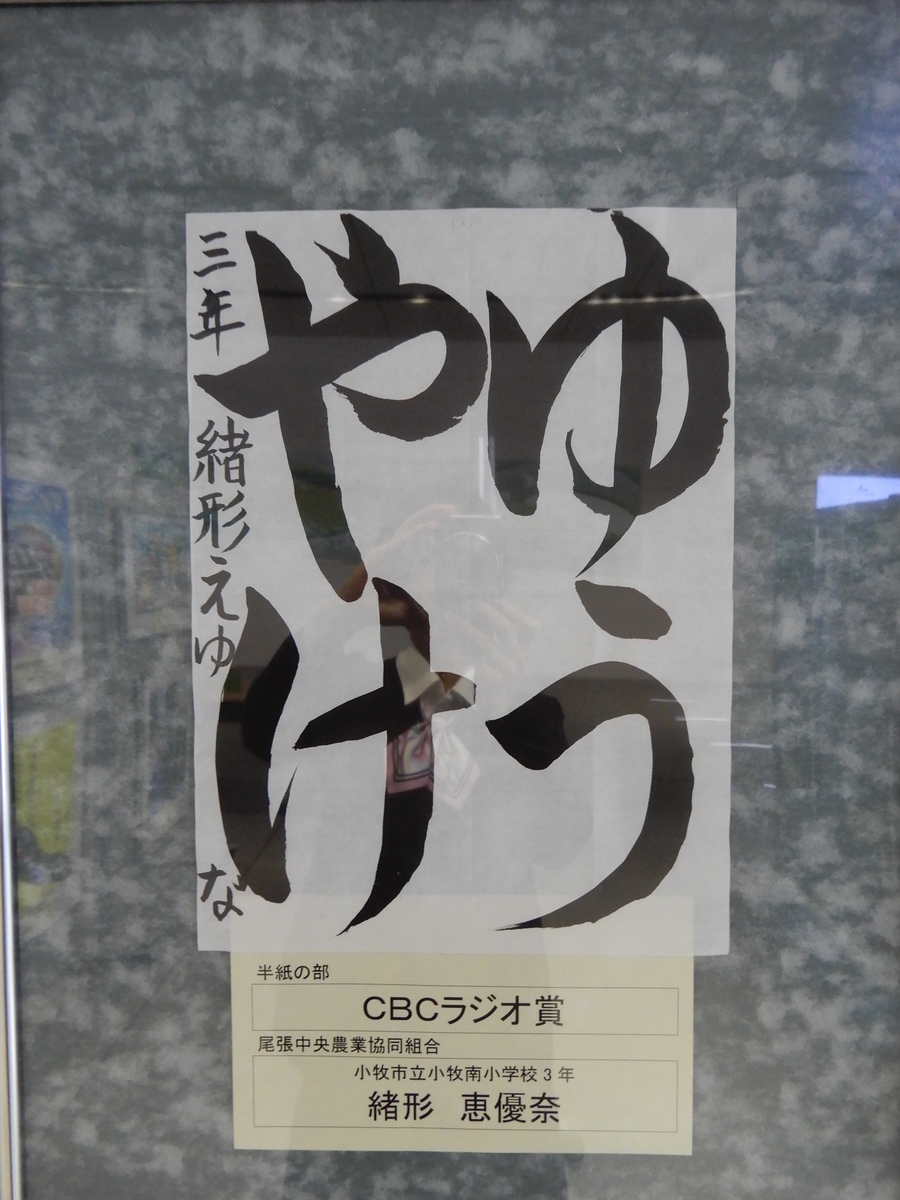 ゆう
やけ
三年 緒形えゆな
半紙の部
CBCラジオ賞
尾張中央農業協同組合
小牧市立小牧南小学校3年
緒形 恵優奈